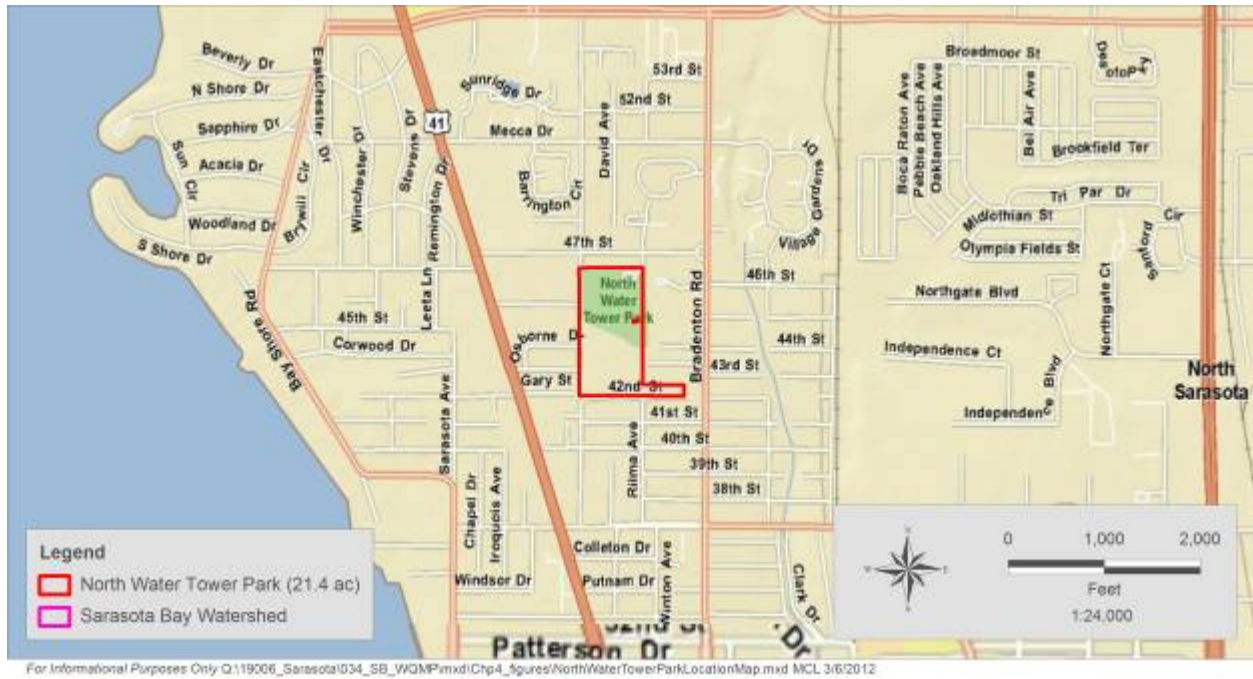 Beverly Dr
N Shore Dr
Sapphire Dr
Sun Cir
Acacia Dr
Woodland Dr
S Shore Dr
Eastchester Dr
Brywill Cir
Winchester Dr
Stevens Dr
Remington Dr
Leeta Ln
41
Sunridge Dr
Mecca Dr
53rd St
52nd St
David Ave
Barrington Cir
47th St
North
Water
Tower Park
Village Gardens Dr
46th St
Bradenton Rd
44th St
43rd St
42nd St
41st St
40th St
39th St
38th St
Rilma Ave
Osborne Dr
Gary St
45th St
Corwood Dr
Bay Shore Rd
Sarasota Ave
Chapel Dr
Iroquois Ave
Windsor Dr
Colleton Dr
Putnam Dr
Winton Ave
Patterson Dr
Clark Dr
Dr
Broadmoor St
Boca Raton Ave
Pebble Beach Ave
Oakland Hills Ave
Bel Air Ave
Brookfield Ter
Tri Par Dr
Midlothian St
Olympia Fields St
Sanford Cir
Northgate Blvd
Northgate Ct
Independence Ct
Independence Blvd
North
Sarasota
Legend
North Water Tower Park (21.4 ac)
Sarasota Bay Watershed
N
W E
S
0 1,000 2,000
Feet
1:24,000
For Informational Purposes Only Q:\19006_Sarasota\034_SB_WQMP\mxd\Chp4_figures\NorthWaterTowerParkLocationMap.mxd MCL 3/6/2012